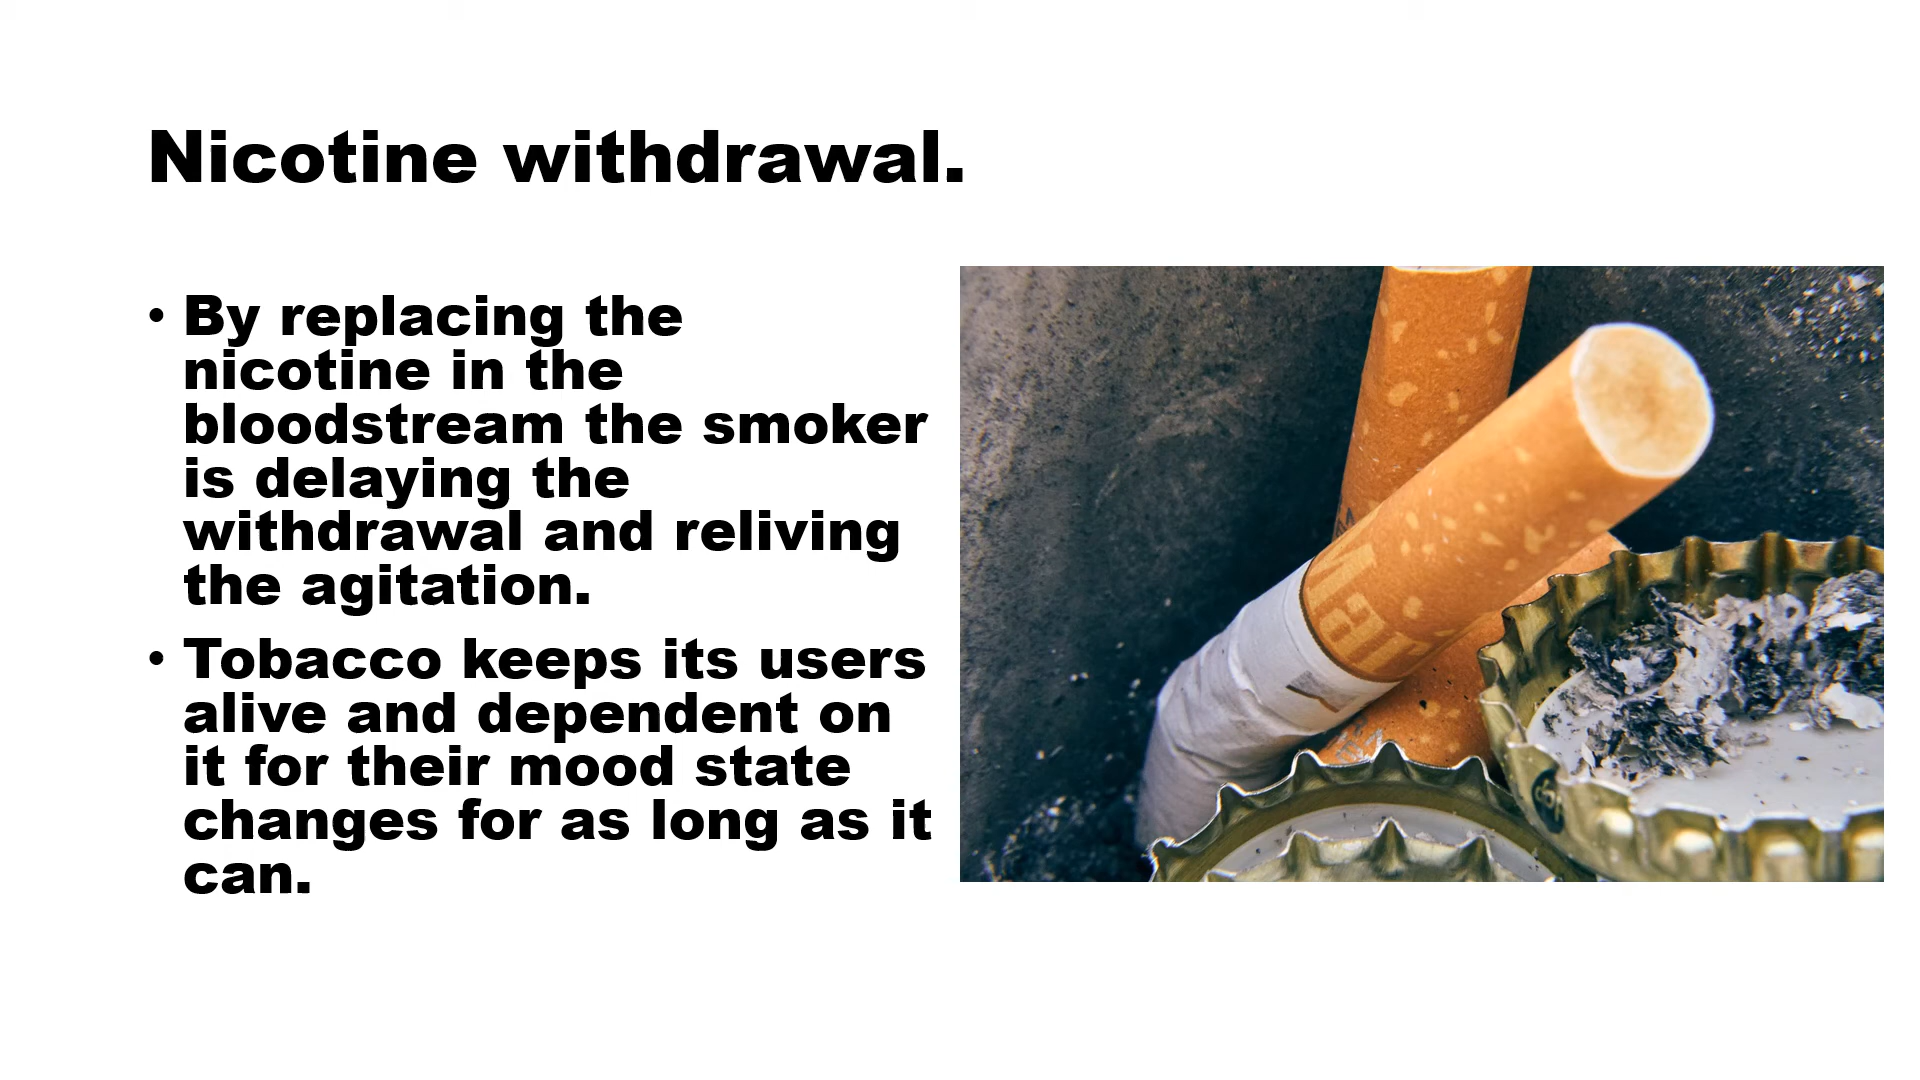 Nicotine withdrawal.
• By replacing the
nicotine in the
bloodstream the smoker
is delaying the
withdrawal and reliving
the agitation.
• Tobacco keeps its users
alive and dependent on
it for their mood state
changes for as long as it
can.